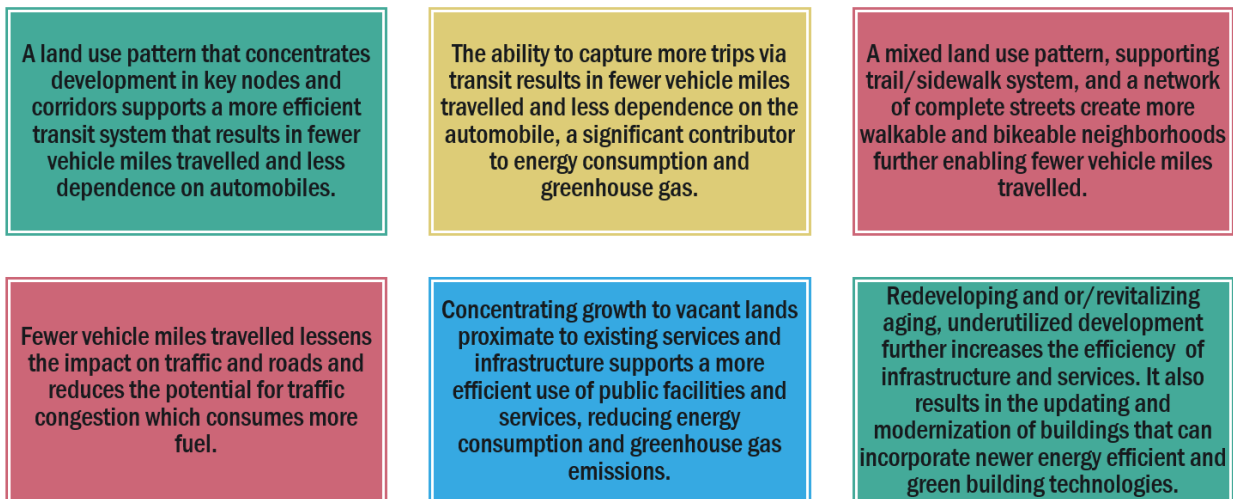 A land use pattern that concentrates
development in key nodes and
corridors supports a more efficient
transit system that results in fewer
vehicle miles travelled and less
dependence on automobiles.
The ability to capture more trips via
transit results in fewer vehicle miles
travelled and less dependence on the
automobile, a significant contributor
to energy consumption and
greenhouse gas.
A mixed land use pattern, supporting
trail/sidewalk system, and a network
of complete streets create more
walkable and bikeable neighborhoods
further enabling fewer vehicle miles
travelled.
Fewer vehicle miles travelled lessens
the impact on traffic and roads and
reduces the potential for traffic
congestion which consumes more
fuel.
Concentrating growth to vacant lands
proximate to existing services and
infrastructure supports a more
efficient use of public facilities and
services, reducing energy
consumption and greenhouse gas
emissions.
Redeveloping and or/revitalizing
aging, underutilized development
further increases the efficiency of
infrastructure and services. It also
results in the updating and
modernization of buildings that can
incorporate newer energy efficient and
green building technologies.